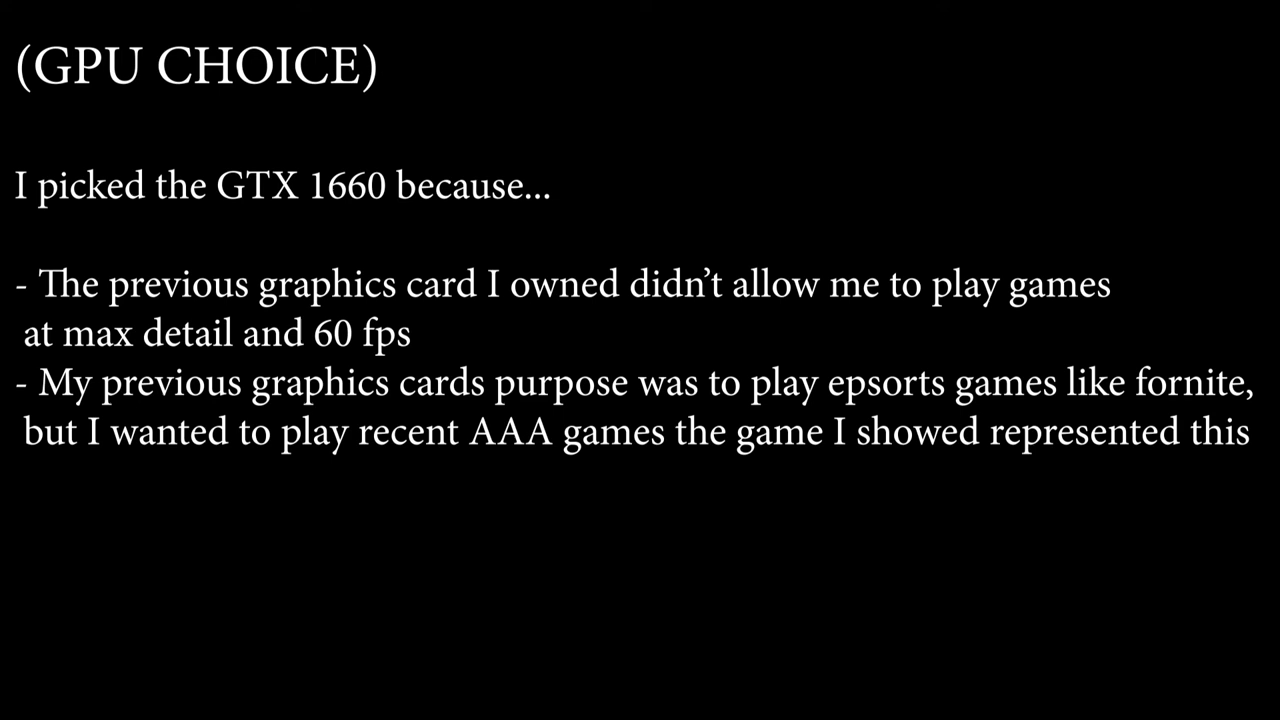 (GPU CHOICE)
I picked the GTX 1660 because...
- The previous graphics card I owned didn’t allow me to play games
at max detail and 60 fps
- My previous graphics cards purpose was to play epsorts games like fornite,
but I wanted to play recent AAA games the game I showed represented this